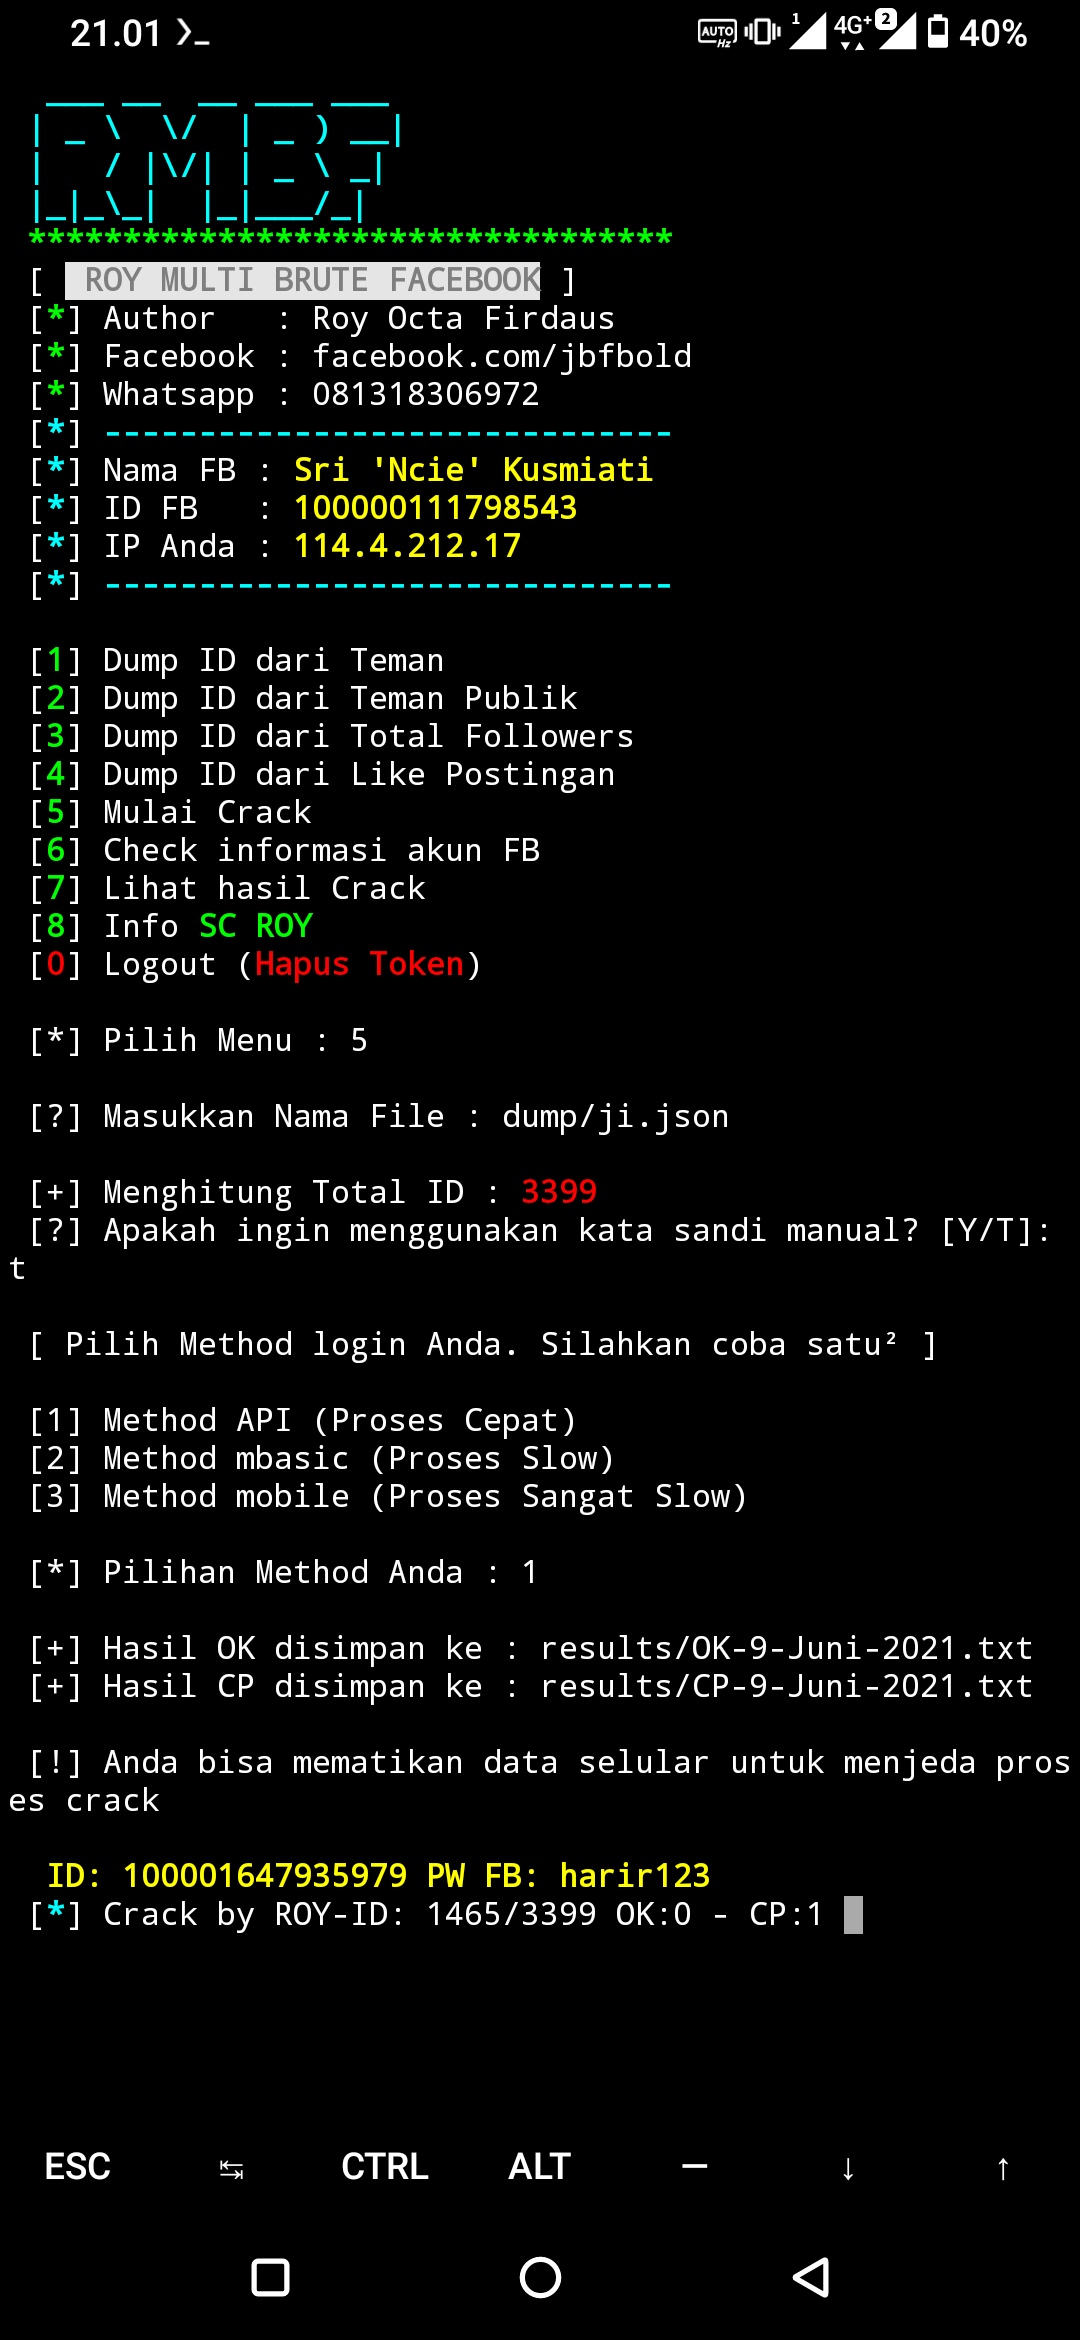 21.01
AUTO Hz 1 4G+ 2 40%
[ ROY MULTI BRUTE FACEBOOK ]
[*] Author   : Roy Octa Firdaus
[*] Facebook : facebook.com/jbfbold
[*] Whatsapp : 081318306972
[*] ------------------------------
[*] Nama FB : Sri 'Ncie' Kusmiati
[*] ID FB   : 100000111798543
[*] IP Anda : 114.4.212.17
[*] ------------------------------
[1] Dump ID dari Teman
[2] Dump ID dari Teman Publik
[3] Dump ID dari Total Followers
[4] Dump ID dari Like Postingan
[5] Mulai Crack
[6] Check informasi akun FB
[7] Lihat hasil Crack
[8] Info SC ROY
[0] Logout (Hapus Token)
[*] Pilih Menu : 5
[?] Masukkan Nama File : dump/ji.json
[+] Menghitung Total ID : 3399
[?] Apakah ingin menggunakan kata sandi manual? [Y/T]:
t
[ Pilih Method login Anda. Silahkan coba satu² ]
[1] Method API (Proses Cepat)
[2] Method mbasic (Proses Slow)
[3] Method mobile (Proses Sangat Slow)
[*] Pilihan Method Anda : 1
[+] Hasil OK disimpan ke : results/OK-9-Juni-2021.txt
[+] Hasil CP disimpan ke : results/CP-9-Juni-2021.txt
[!] Anda bisa mematikan data selular untuk menjeda pros
es crack
ID: 100001647935979 PW FB: harir123
[*] Crack by ROY-ID: 1465/3399 OK:0 - CP:1
ESC ↹ CTRL ALT — ↓ ↑